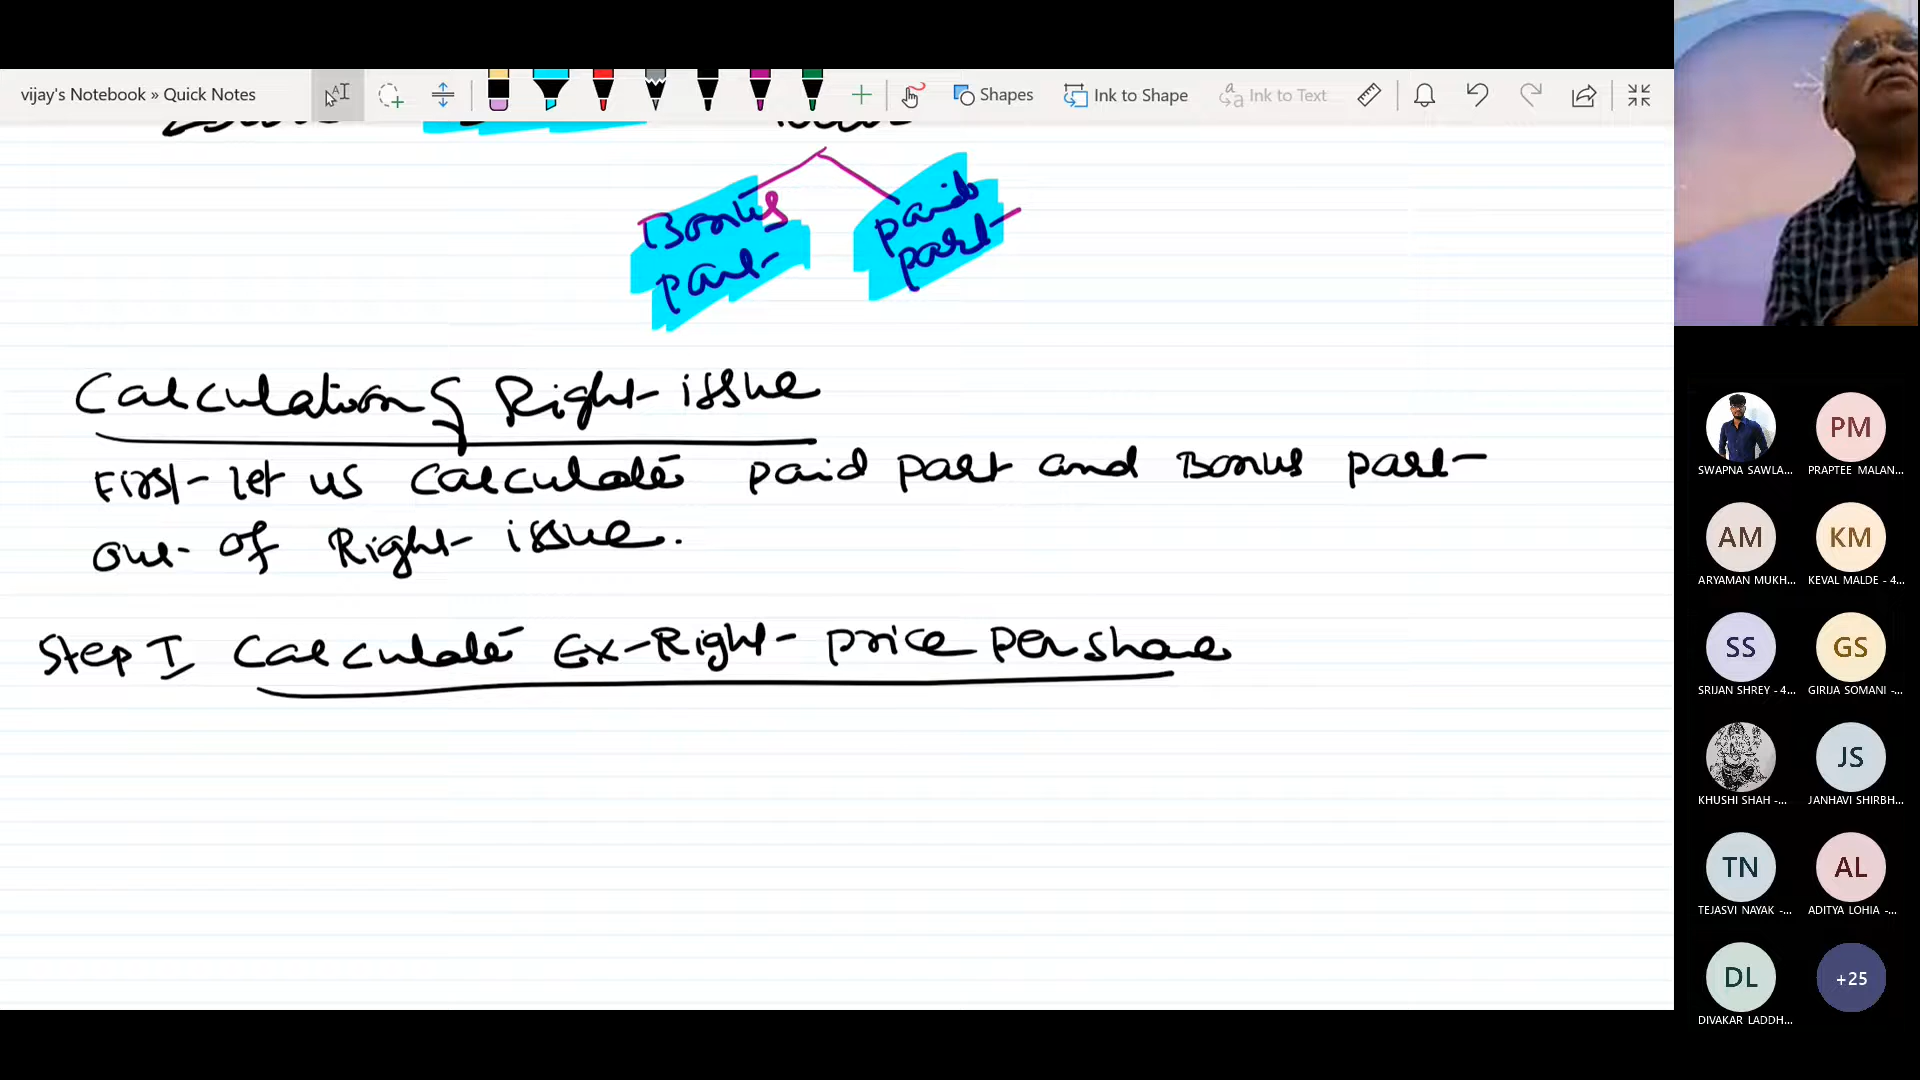 vijay's Notebook » Quick Notes
Shapes
Ink to Shape
Ink to Text
Bonus
part
paid
part
Calculation of Right issue
First let us calculate paid part and Bonus part
out of Right issue.
Step I Calculate Ex-Right price per share
SWAPNA SAWLA...
PM
PRAPTEE MALAN...
AM
ARYAMAN MUKH...
KM
KEVAL MALDE - 4...
SS
SRIJAN SHREY - 4...
GS
GIRIJA SOMANI -...
KHUSHI SHAH -...
JS
JANHAVI SHIRBH...
TN
TEJASVI NAYAK -...
AL
ADITYA LOHIA -...
DL
DIVAKAR LADDH...
+25